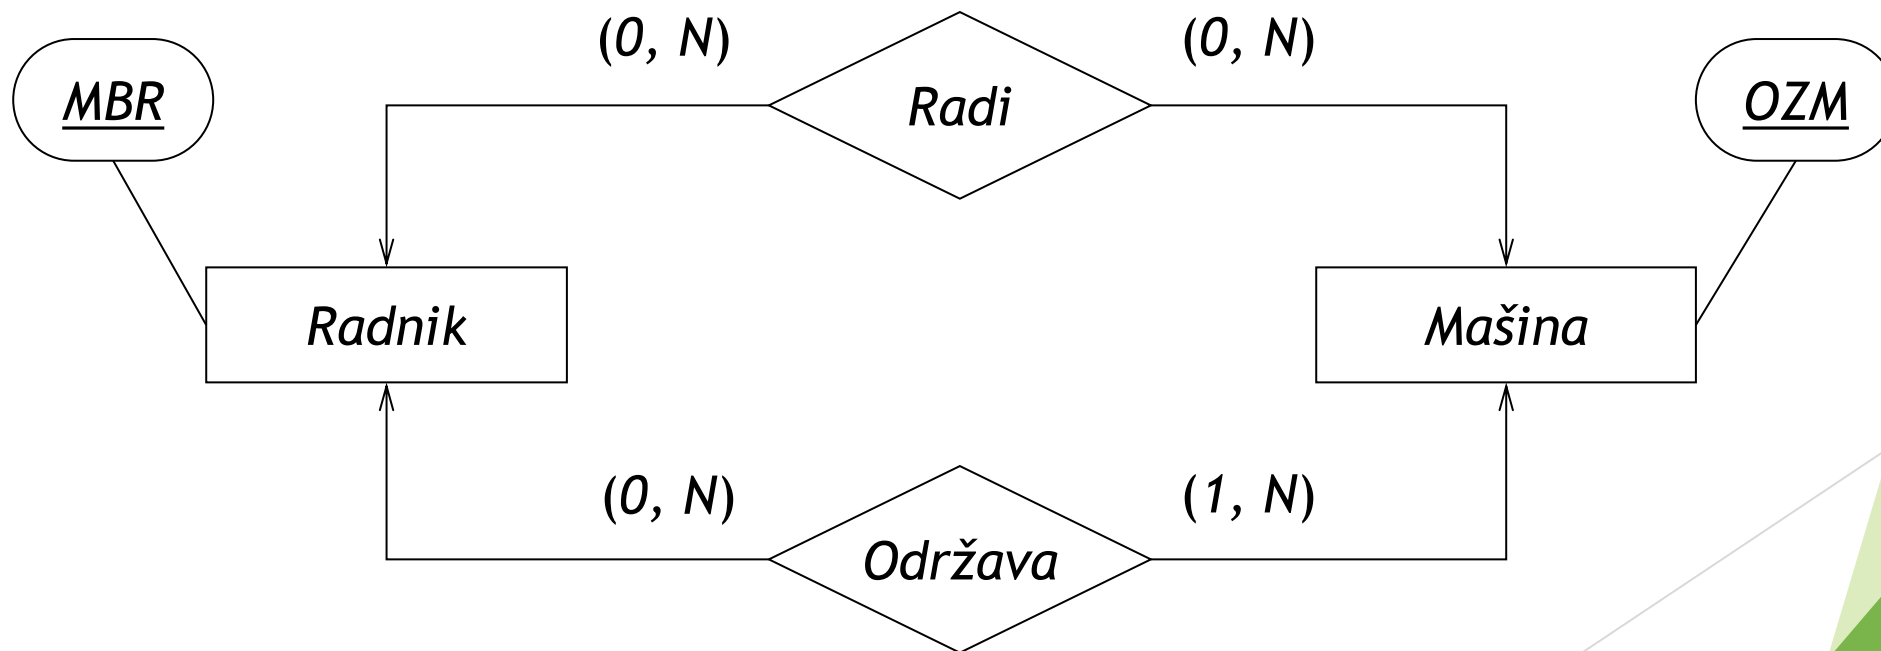 (0, N)
(0, N)
MBR
Radi
OZM
Radnik
Mašina
(0, N)
(1, N)
Održava